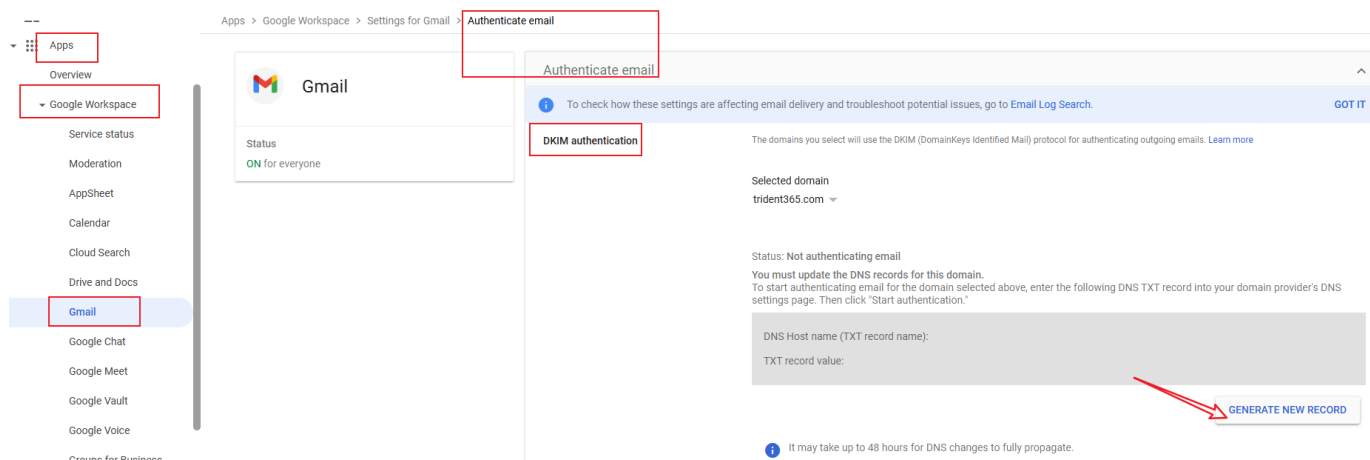 Apps > Google Workspace > Settings for Gmail > Authenticate email
Apps
Overview
Google Workspace
Service status
Moderation
AppSheet
Calendar
Cloud Search
Drive and Docs
Gmail
Google Chat
Google Meet
Google Vault
Google Voice
Groups for Business
Gmail
Status
ON for everyone
Authenticate email
To check how these settings are affecting email delivery and troubleshoot potential issues, go to Email Log Search.
GOT IT
DKIM authentication
The domains you select will use the DKIM (DomainKeys Identified Mail) protocol for authenticating outgoing emails. Learn more
Selected domain
trident365.com
Status: Not authenticating email
You must update the DNS records for this domain.
To start authenticating email for the domain selected above, enter the following DNS TXT record into your domain provider's DNS
settings page. Then click "Start authentication."
DNS Host name (TXT record name):
TXT record value:
GENERATE NEW RECORD
It may take up to 48 hours for DNS changes to fully propagate.